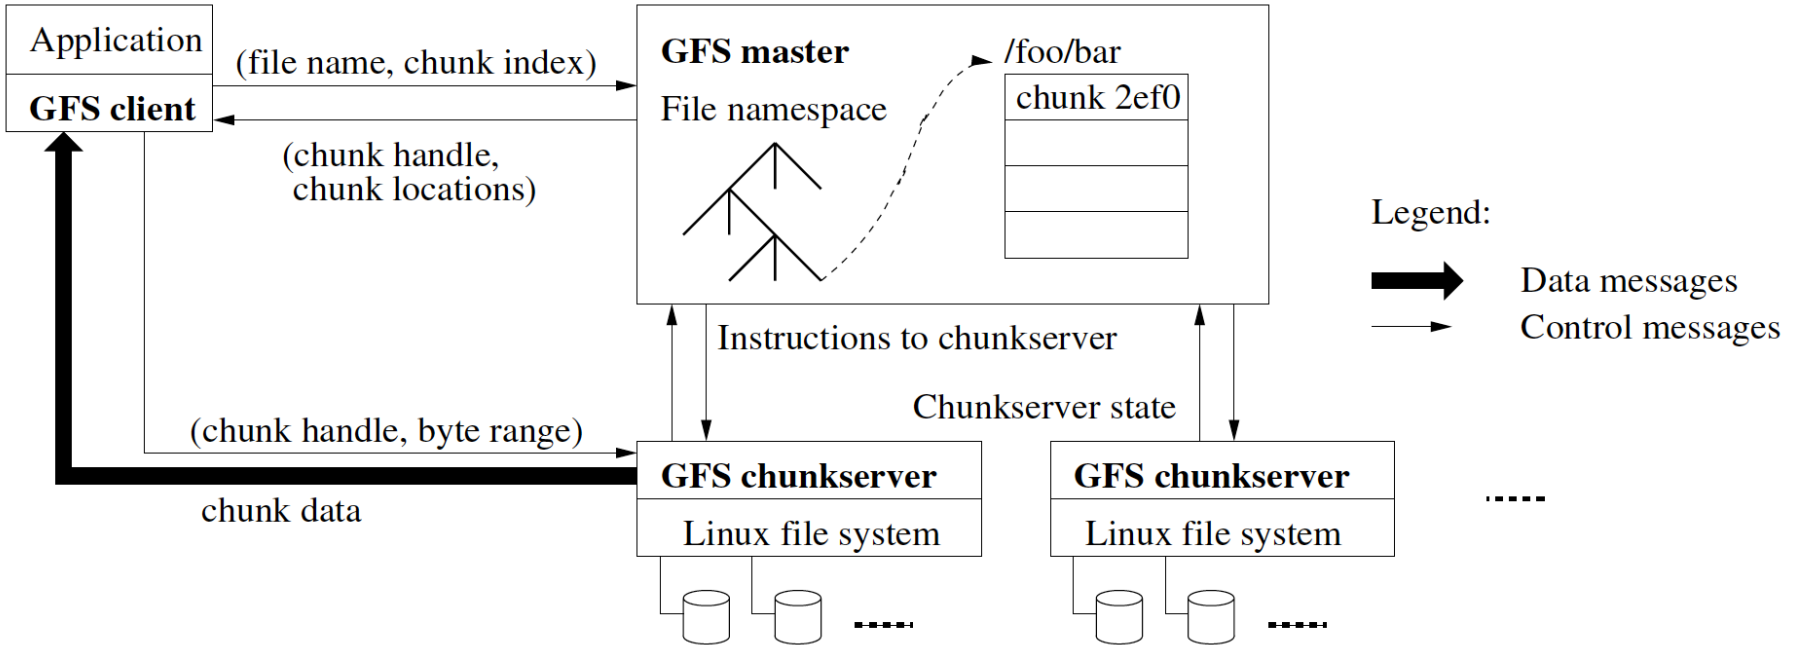 Application
GFS client
(file name, chunk index)
(chunk handle,
chunk locations)
GFS master
File namespace
/foo/bar
chunk 2ef0
Legend:
Data messages
Control messages
Instructions to chunkserver
Chunkserver state
(chunk handle, byte range)
chunk data
GFS chunkserver
Linux file system
GFS chunkserver
Linux file system